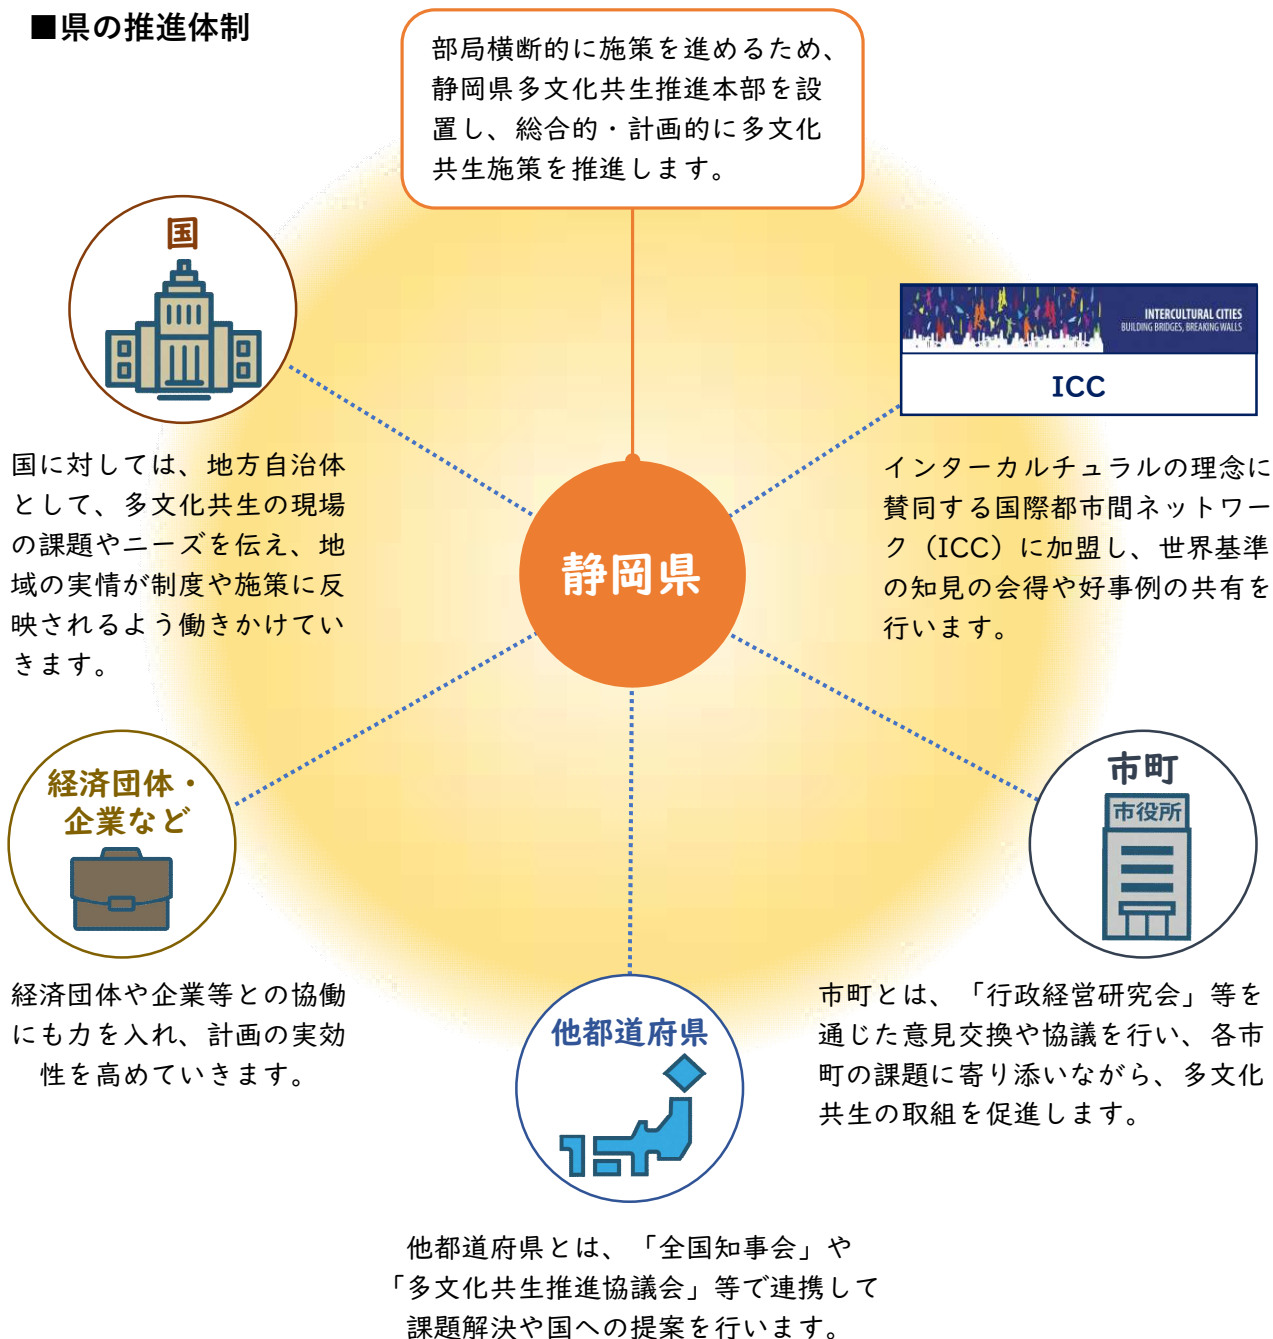 ■県の推進体制
部局横断的に施策を進めるため、
静岡県多文化共生推進本部を設
置し、総合的・計画的に多文化
共生施策を推進します。
国
国に対しては、地方自治体
として、多文化共生の現場
の課題やニーズを伝え、地
域の実情が制度や施策に反
映されるよう働きかけてい
きます。
INTERCULTURAL CITIES
BUILDING BRIDGES, BREAKING WALLS
ICC
インターカルチュラルの理念に
賛同する国際都市間ネットワー
ク（ICC）に加盟し、世界基準
の知見の会得や好事例の共有を
行います。
静岡県
経済団体・
企業など
経済団体や企業等との協働
にも力を入れ、計画の実効
性を高めていきます。
市町
市役所
市町とは、「行政経営研究会」等を
通じた意見交換や協議を行い、各市
町の課題に寄り添いながら、多文化
共生の取組を促進します。
他都道府県
他都道府県とは、「全国知事会」や
「多文化共生推進協議会」等で連携して
課題解決や国への提案を行います。